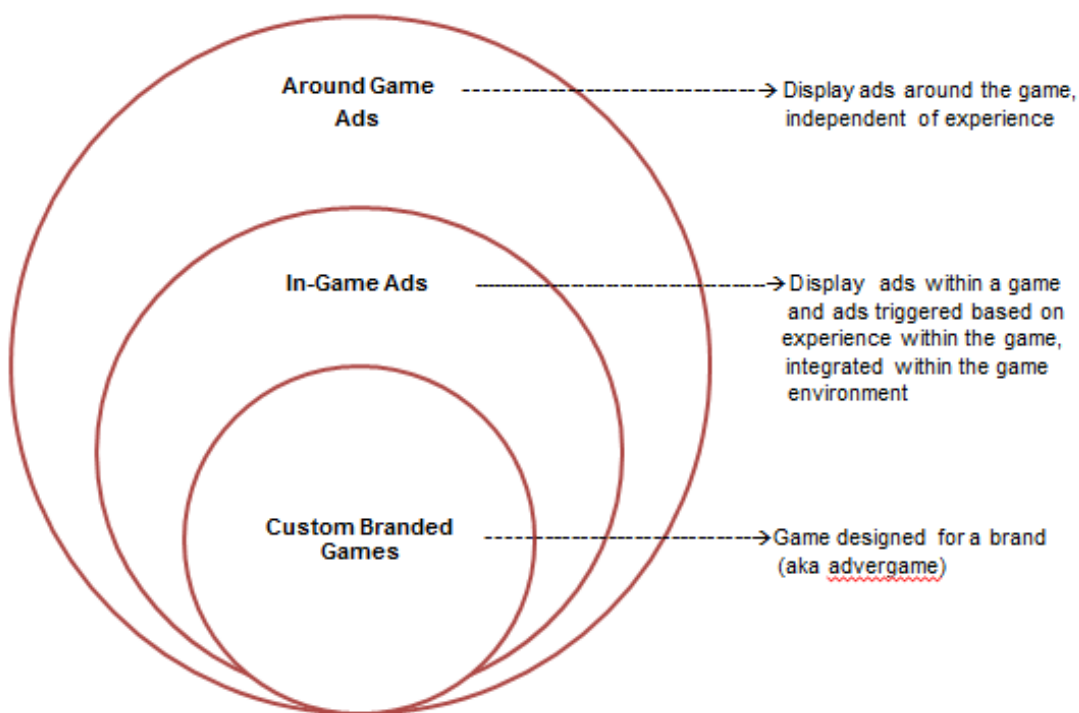 Around Game
Ads
Display ads around the game,
independent of experience
In-Game Ads
Display ads within a game
and ads triggered based on
experience within the game,
integrated within the game
environment
Custom Branded
Games
Game designed for a brand
(aka advergame)